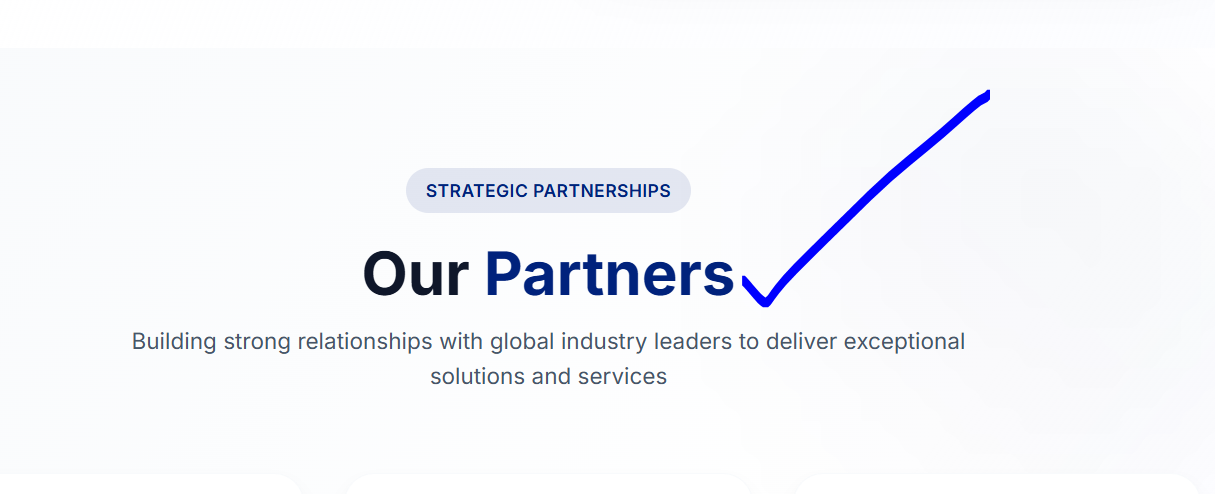 STRATEGIC PARTNERSHIPS
Our Partners
Building strong relationships with global industry leaders to deliver exceptional
solutions and services